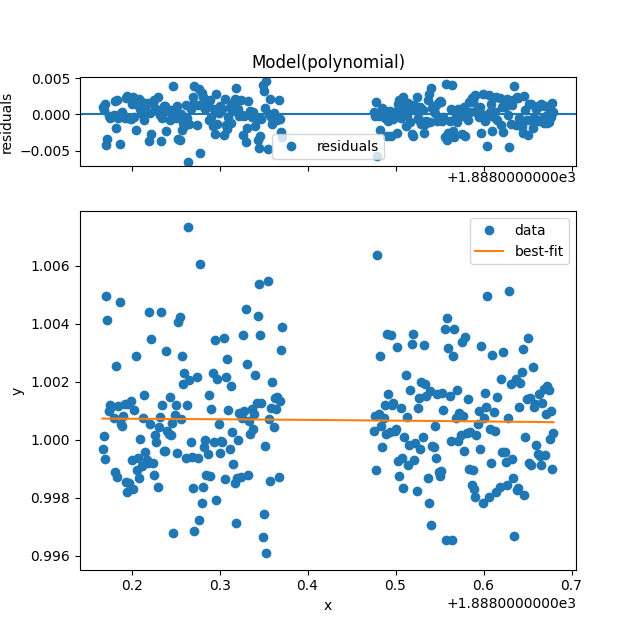 Model(polynomial)
0.005
0.000
−0.005
residuals
residuals
+1.8880000000e3
1.006
1.004
1.002
1.000
0.998
0.996
y
data
best-fit
0.2
0.3
0.4
0.5
0.6
0.7
x
+1.8880000000e3